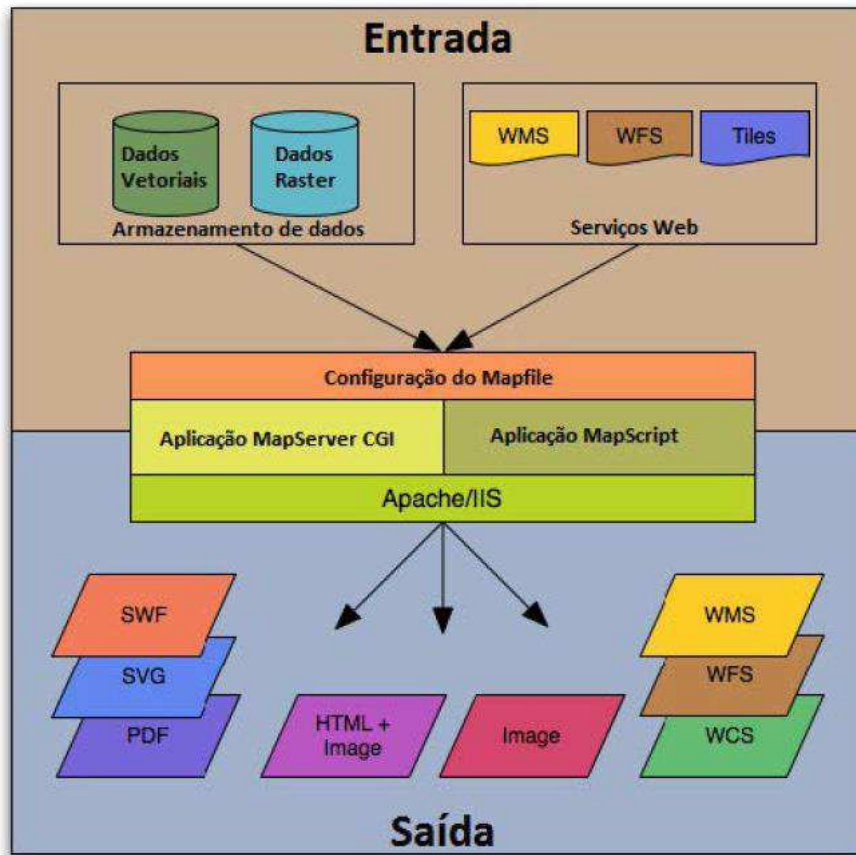 Entrada
Dados
Vetoriais
Dados
Raster
Armazenamento de dados
WMS
WFS
Tiles
Serviços Web
Configuração do Mapfile
Aplicação MapServer CGI
Aplicação MapScript
Apache/IIS
SWF
SVG
PDF
HTML +
Image
Image
WMS
WFS
WCS
Saída